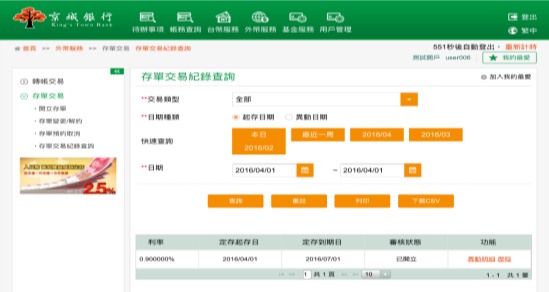 京城銀行
King's Town Bank
待辦事項 帳務查詢 台幣服務 外幣服務 基金服務 用戶管理
登出
繁中
首頁 >> 外幣服務 >> 存單交易 存單交易紀錄查詢
551秒後自動登出, 重新計時
測試開戶 user006 我的最愛
轉帳交易
存單交易
開立存單
存單變更/解約
存單預約取消
存單交易紀錄查詢
2.5%
存單交易紀錄查詢
加入我的最愛
**交易類型 全部
**日期種類 起存日期 異動日期
快速查詢 本日 最近一周 2016/04 2016/03
2016/02
**日期 2016/04/01 ~ 2016/04/01
查詢 重設 列印 下載CSV
利率 定存起存日 定存到期日 審核狀態 功能
0.900000% 2016/04/01 2016/07/01 已開立 異動明細 歷程
1 共 1 頁 10 1 - 1 共 1 筆